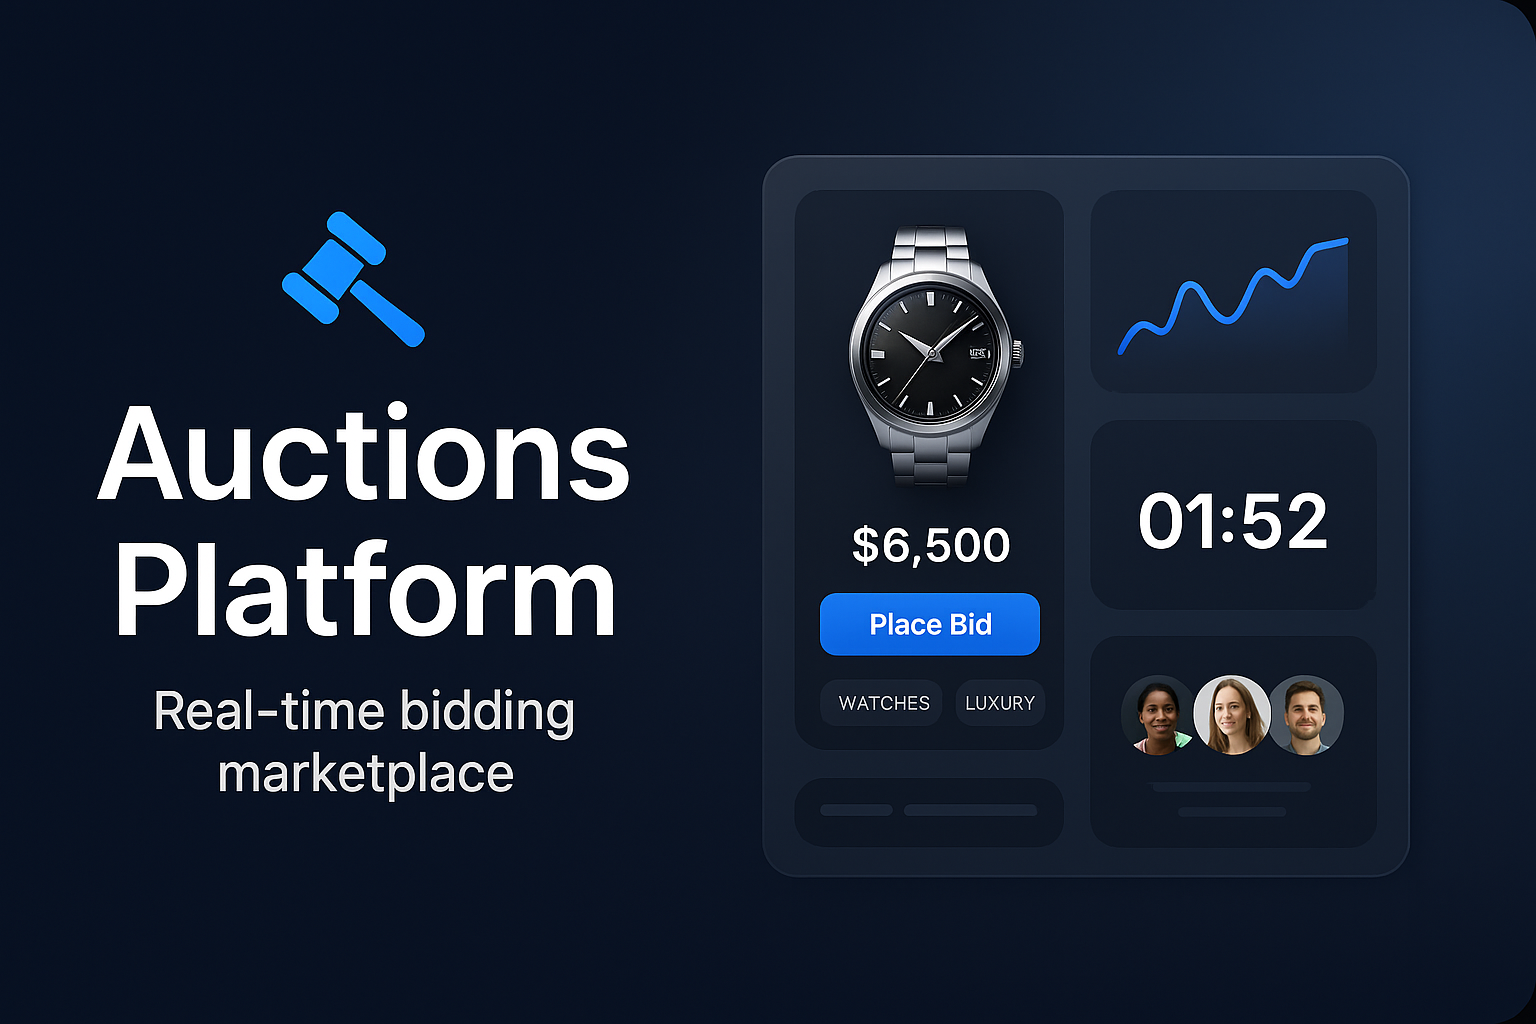 Auctions
Platform
Real-time bidding
marketplace
$6,500
Place Bid
WATCHES
LUXURY
01:52